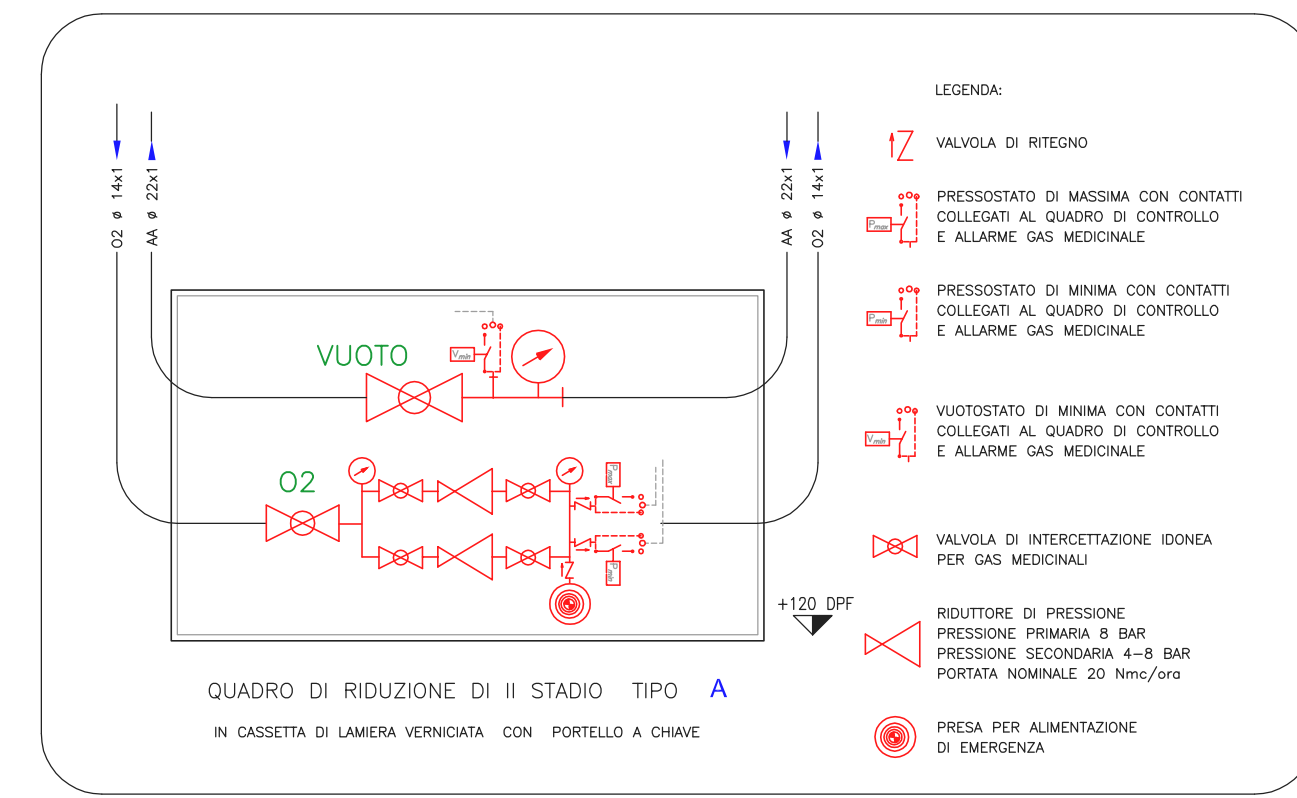 LEGENDA:
VALVOLA DI RITEGNO
Pmax
PRESSOSTATO DI MASSIMA CON CONTATTI
COLLEGATI AL QUADRO DI CONTROLLO
E ALLARME GAS MEDICINALE
Pmin
PRESSOSTATO DI MINIMA CON CONTATTI
COLLEGATI AL QUADRO DI CONTROLLO
E ALLARME GAS MEDICINALE
Vmin
VUOTOSTATO DI MINIMA CON CONTATTI
COLLEGATI AL QUADRO DI CONTROLLO
E ALLARME GAS MEDICINALE
VALVOLA DI INTERCETTAZIONE IDONEA
PER GAS MEDICINALI
RIDUTTORE DI PRESSIONE
PRESSIONE PRIMARIA 8 BAR
PRESSIONE SECONDARIA 4-8 BAR
PORTATA NOMINALE 20 Nmc/ora
PRESA PER ALIMENTAZIONE
DI EMERGENZA
O2 ø 14x1
AA ø 22x1
AA ø 22x1
O2 ø 14x1
VUOTO
Vmin
O2
Pmax
Pmin
+120 DPF
QUADRO DI RIDUZIONE DI II STADIO TIPO A
IN CASSETTA DI LAMIERA VERNICIATA CON PORTELLO A CHIAVE